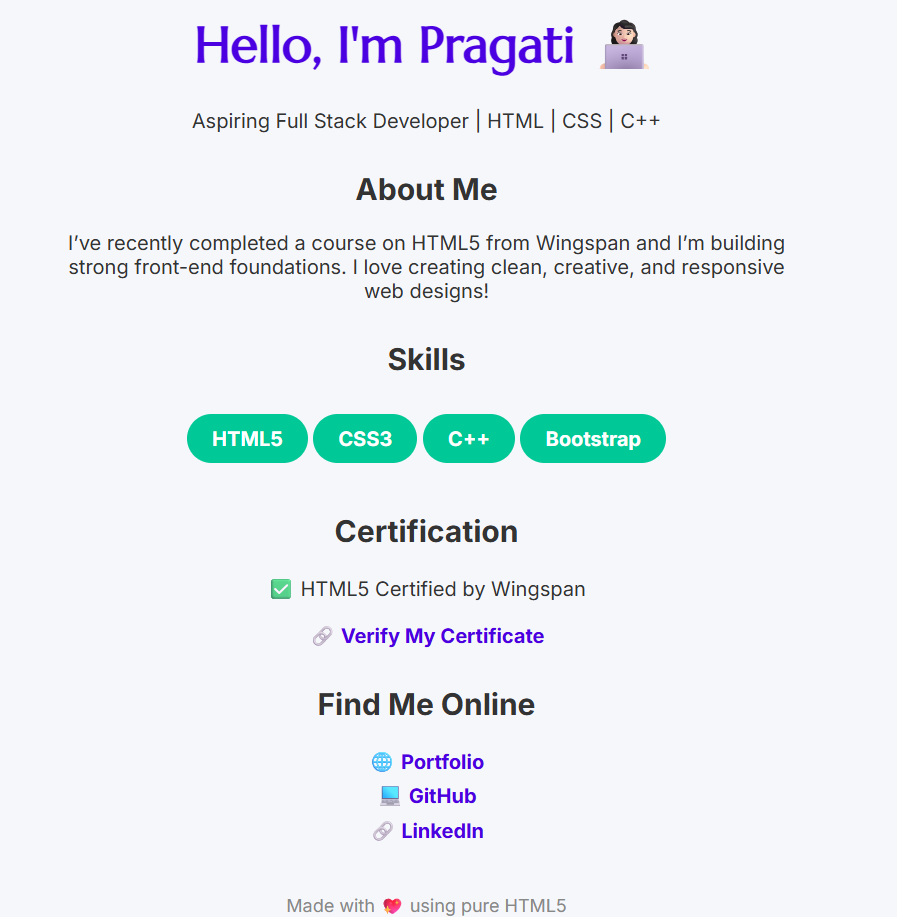 Hello, I'm Pragati 👩🏻‍💻
Aspiring Full Stack Developer | HTML | CSS | C++
About Me
I’ve recently completed a course on HTML5 from Wingspan and I’m building
strong front-end foundations. I love creating clean, creative, and responsive
web designs!
Skills
HTML5 CSS3 C++ Bootstrap
Certification
✅ HTML5 Certified by Wingspan
🔗 Verify My Certificate
Find Me Online
🌐 Portfolio
💻 GitHub
🔗 LinkedIn
Made with 💖 using pure HTML5